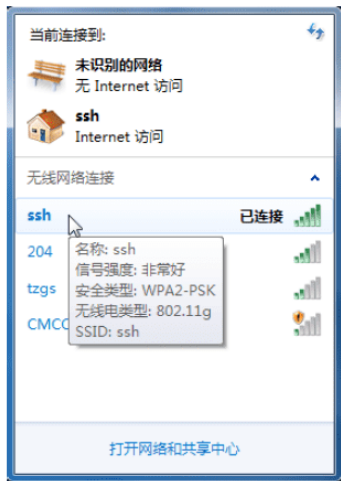 当前连接到:
未识别的网络
无 Internet 访问
ssh
Internet 访问
无线网络连接
ssh 已连接
204
tzgs
CMCC
名称: ssh
信号强度: 非常好
安全类型: WPA2-PSK
无线电类型: 802.11g
SSID: ssh
打开网络和共享中心